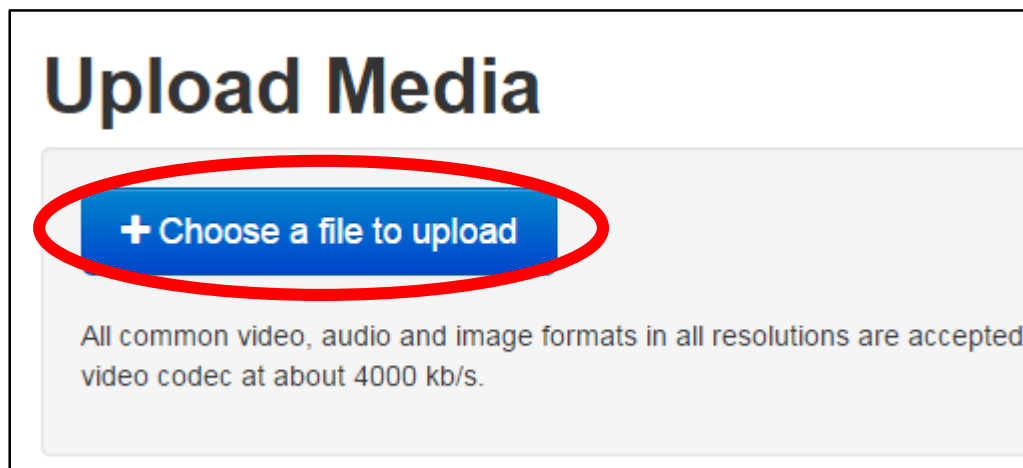 Upload Media
+ Choose a file to upload
All common video, audio and image formats in all resolutions are accepted
video codec at about 4000 kb/s.